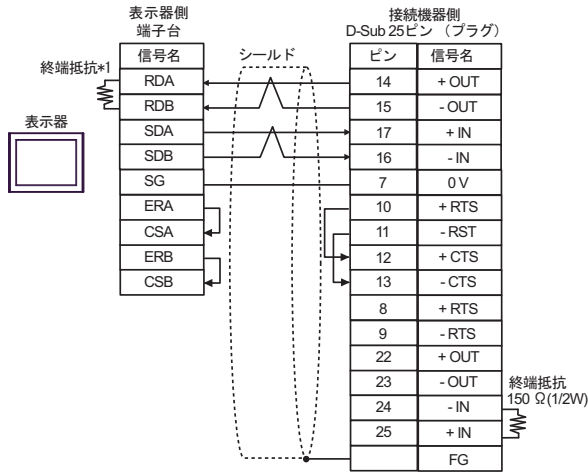 表示器側
端子台
接続機器側
D-Sub 25ピン （プラグ）
信号名
シールド
ピン
信号名
終端抵抗*1
RDA
14
+ OUT
RDB
15
- OUT
表示器
SDA
17
+ IN
SDB
16
- IN
SG
7
0 V
ERA
10
+ RTS
CSA
11
- RST
ERB
12
+ CTS
CSB
13
- CTS
8
+ RTS
9
- RTS
22
+ OUT
23
- OUT
終端抵抗
150 Ω(1/2W)
24
- IN
25
+ IN
FG